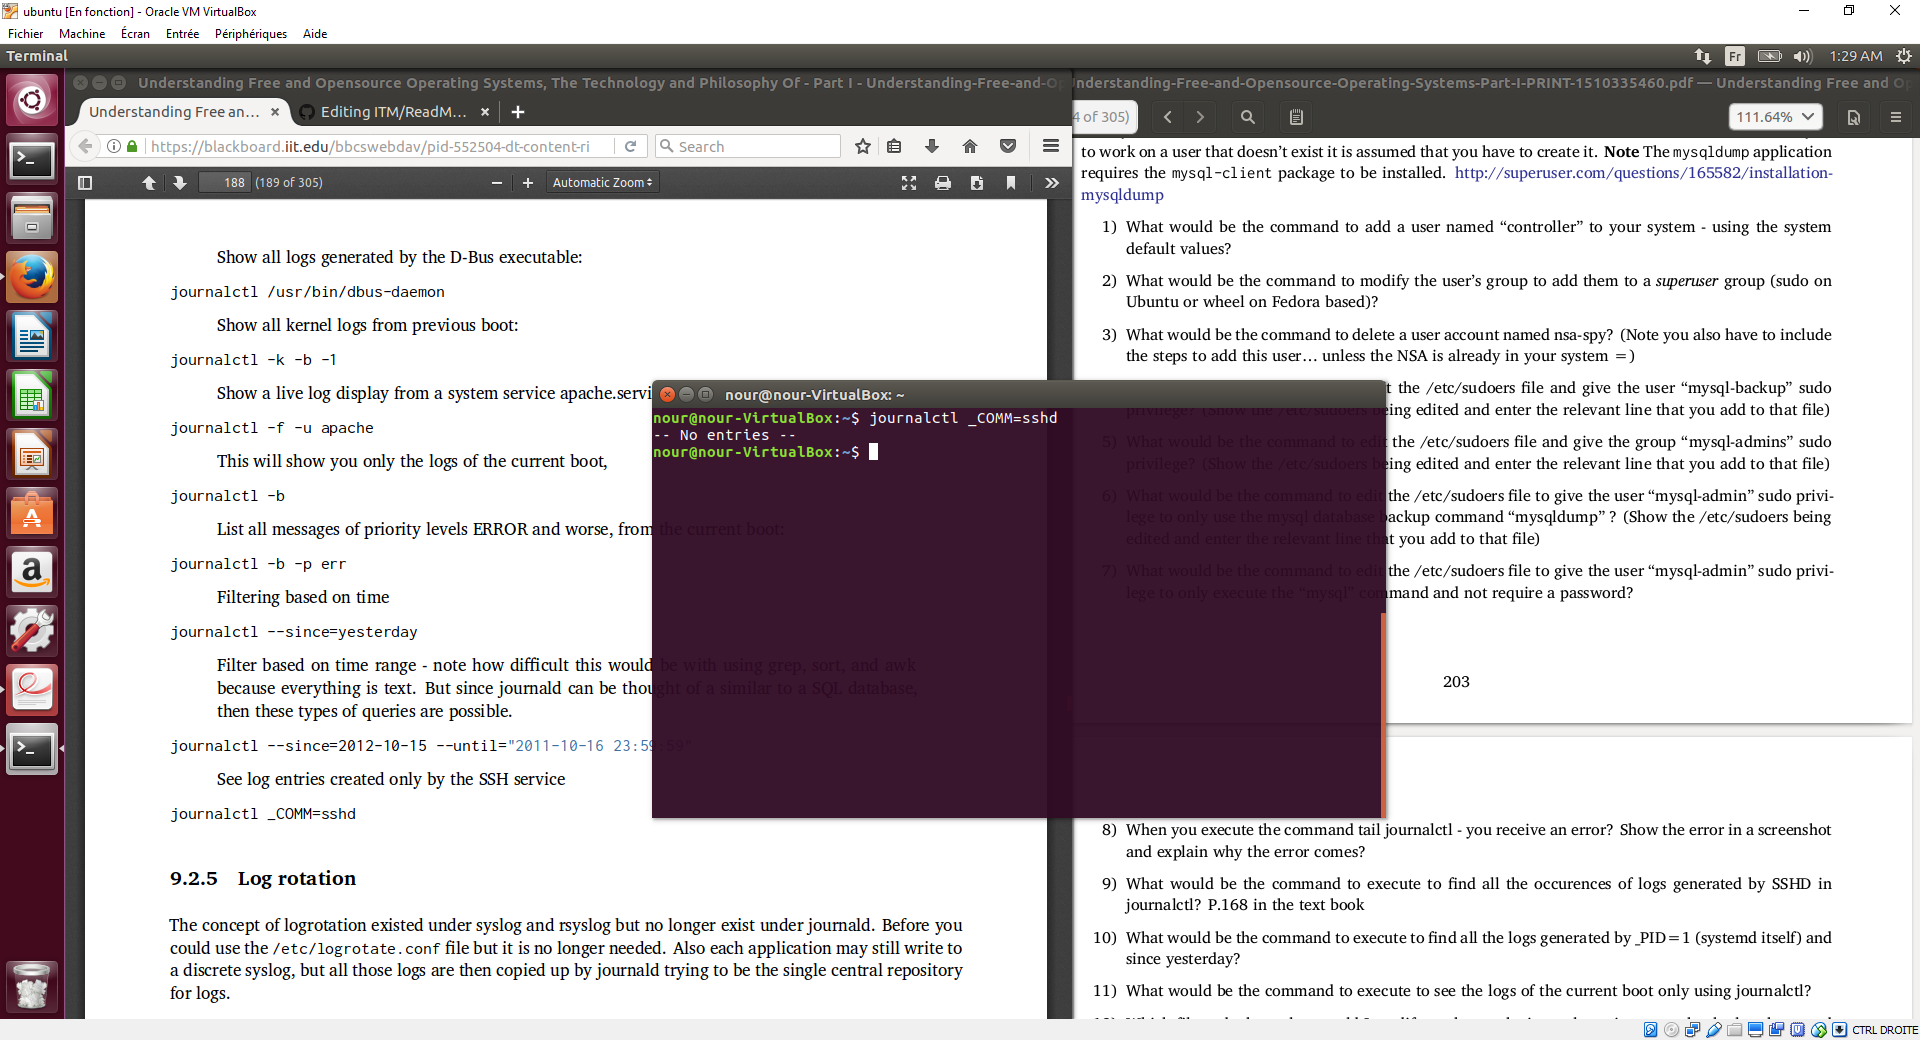 ubuntu [En fonction] - Oracle VM VirtualBox
Fichier Machine Écran Entrée Périphériques Aide
Terminal
Fr
1:29 AM
Understanding Free and Opensource Operating Systems, The Technology and Philosophy Of - Part I - Understanding-Free-and-Op
Understanding Free an...
Editing ITM/ReadM...
https://blackboard.iit.edu/bbcswebdav/pid-552504-dt-content-ri
Search
188 (189 of 305)
Automatic Zoom
Show all logs generated by the D-Bus executable:
journalctl /usr/bin/dbus-daemon
Show all kernel logs from previous boot:
journalctl -k -b -1
Show a live log display from a system service apache.servi
journalctl -f -u apache
This will show you only the logs of the current boot,
journalctl -b
List all messages of priority levels ERROR and worse, from the current boot:
journalctl -b -p err
Filtering based on time
journalctl --since=yesterday
Filter based on time range - note how difficult this would be with using grep, sort, and awk
because everything is text. But since journald can be thought of a similar to a SQL database,
then these types of queries are possible.
journalctl --since=2012-10-15 --until="2011-10-16 23:59:59"
See log entries created only by the SSH service
journalctl _COMM=sshd
9.2.5 Log rotation
The concept of logrotation existed under syslog and rsyslog but no longer exist under journald. Before you
could use the /etc/logrotate.conf file but it is no longer needed. Also each application may still write to
a discrete syslog, but all those logs are then copied up by journald trying to be the single central repository
for logs.
nour@nour-VirtualBox: ~
nour@nour-VirtualBox:~$ journalctl _COMM=sshd
-- No entries --
nour@nour-VirtualBox:~$
nderstanding-Free-and-Opensource-Operating-Systems-Part-I-PRINT-1510335460.pdf — Understanding Free and Op
4 of 305)
111.64%
to work on a user that doesn't exist it is assumed that you have to create it. Note The mysqldump application
requires the mysql-client package to be installed. http://superuser.com/questions/165582/installation-
mysqldump
1) What would be the command to add a user named “controller” to your system - using the system
default values?
2) What would be the command to modify the user's group to add them to a superuser group (sudo on
Ubuntu or wheel on Fedora based)?
3) What would be the command to delete a user account named nsa-spy? (Note you also have to include
the steps to add this user… unless the NSA is already in your system =)
t the /etc/sudoers file and give the user “mysql-backup” sudo
privilege? (Show the /etc/sudoers being edited and enter the relevant line that you add to that file)
5) What would be the command to edit the /etc/sudoers file and give the group “mysql-admins” sudo
privilege? (Show the /etc/sudoers being edited and enter the relevant line that you add to that file)
6) What would be the command to edit the /etc/sudoers file to give the user “mysql-admin” sudo privi-
lege to only use the mysql database backup command “mysqldump” ? (Show the /etc/sudoers being
edited and enter the relevant line that you add to that file)
7) What would be the command to edit the /etc/sudoers file to give the user “mysql-admin” sudo privi-
lege to only execute the “mysql” command and not require a password?
203
8) When you execute the command tail journalctl - you receive an error? Show the error in a screenshot
and explain why the error comes?
9) What would be the command to execute to find all the occurences of logs generated by SSHD in
journalctl? P.168 in the text book
10) What would be the command to execute to find all the logs generated by _PID=1 (systemd itself) and
since yesterday?
11) What would be the command to execute to see the logs of the current boot only using journalctl?
CTRL DROITE